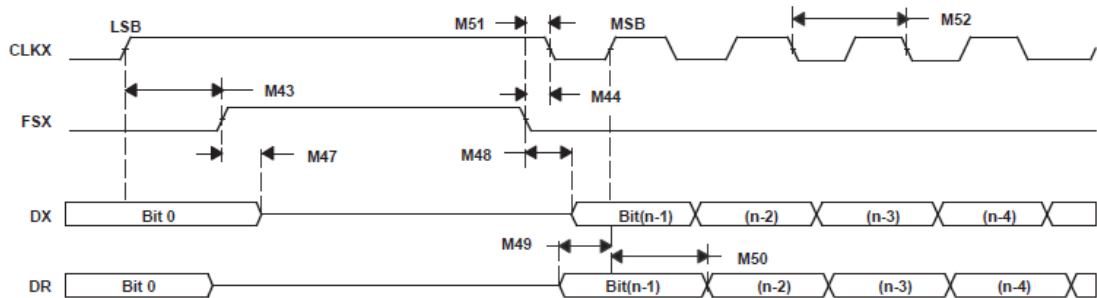 LSB M51 MSB M52
CLKX
M43 M44
FSX
M47 M48
DX Bit 0 Bit(n-1) (n-2) (n-3) (n-4)
M49 M50
DR Bit 0 Bit(n-1) (n-2) (n-3) (n-4)